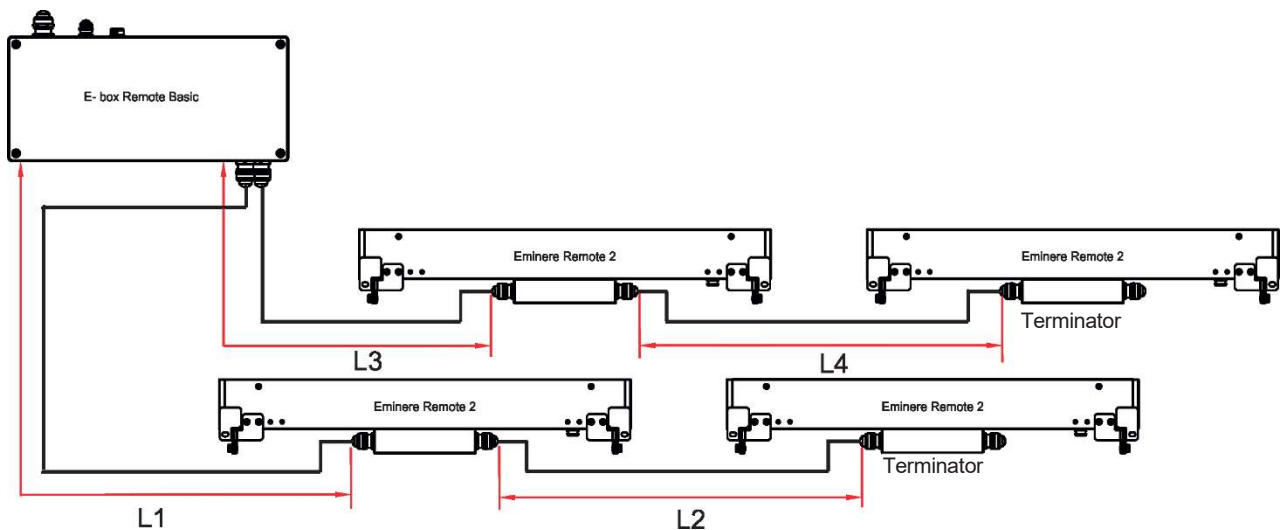 E- box Remote Basic
Eminere Remote 2
Eminere Remote 2
Terminator
L3
L4
Eminere Remote 2
Eminere Remote 2
Terminator
L1
L2